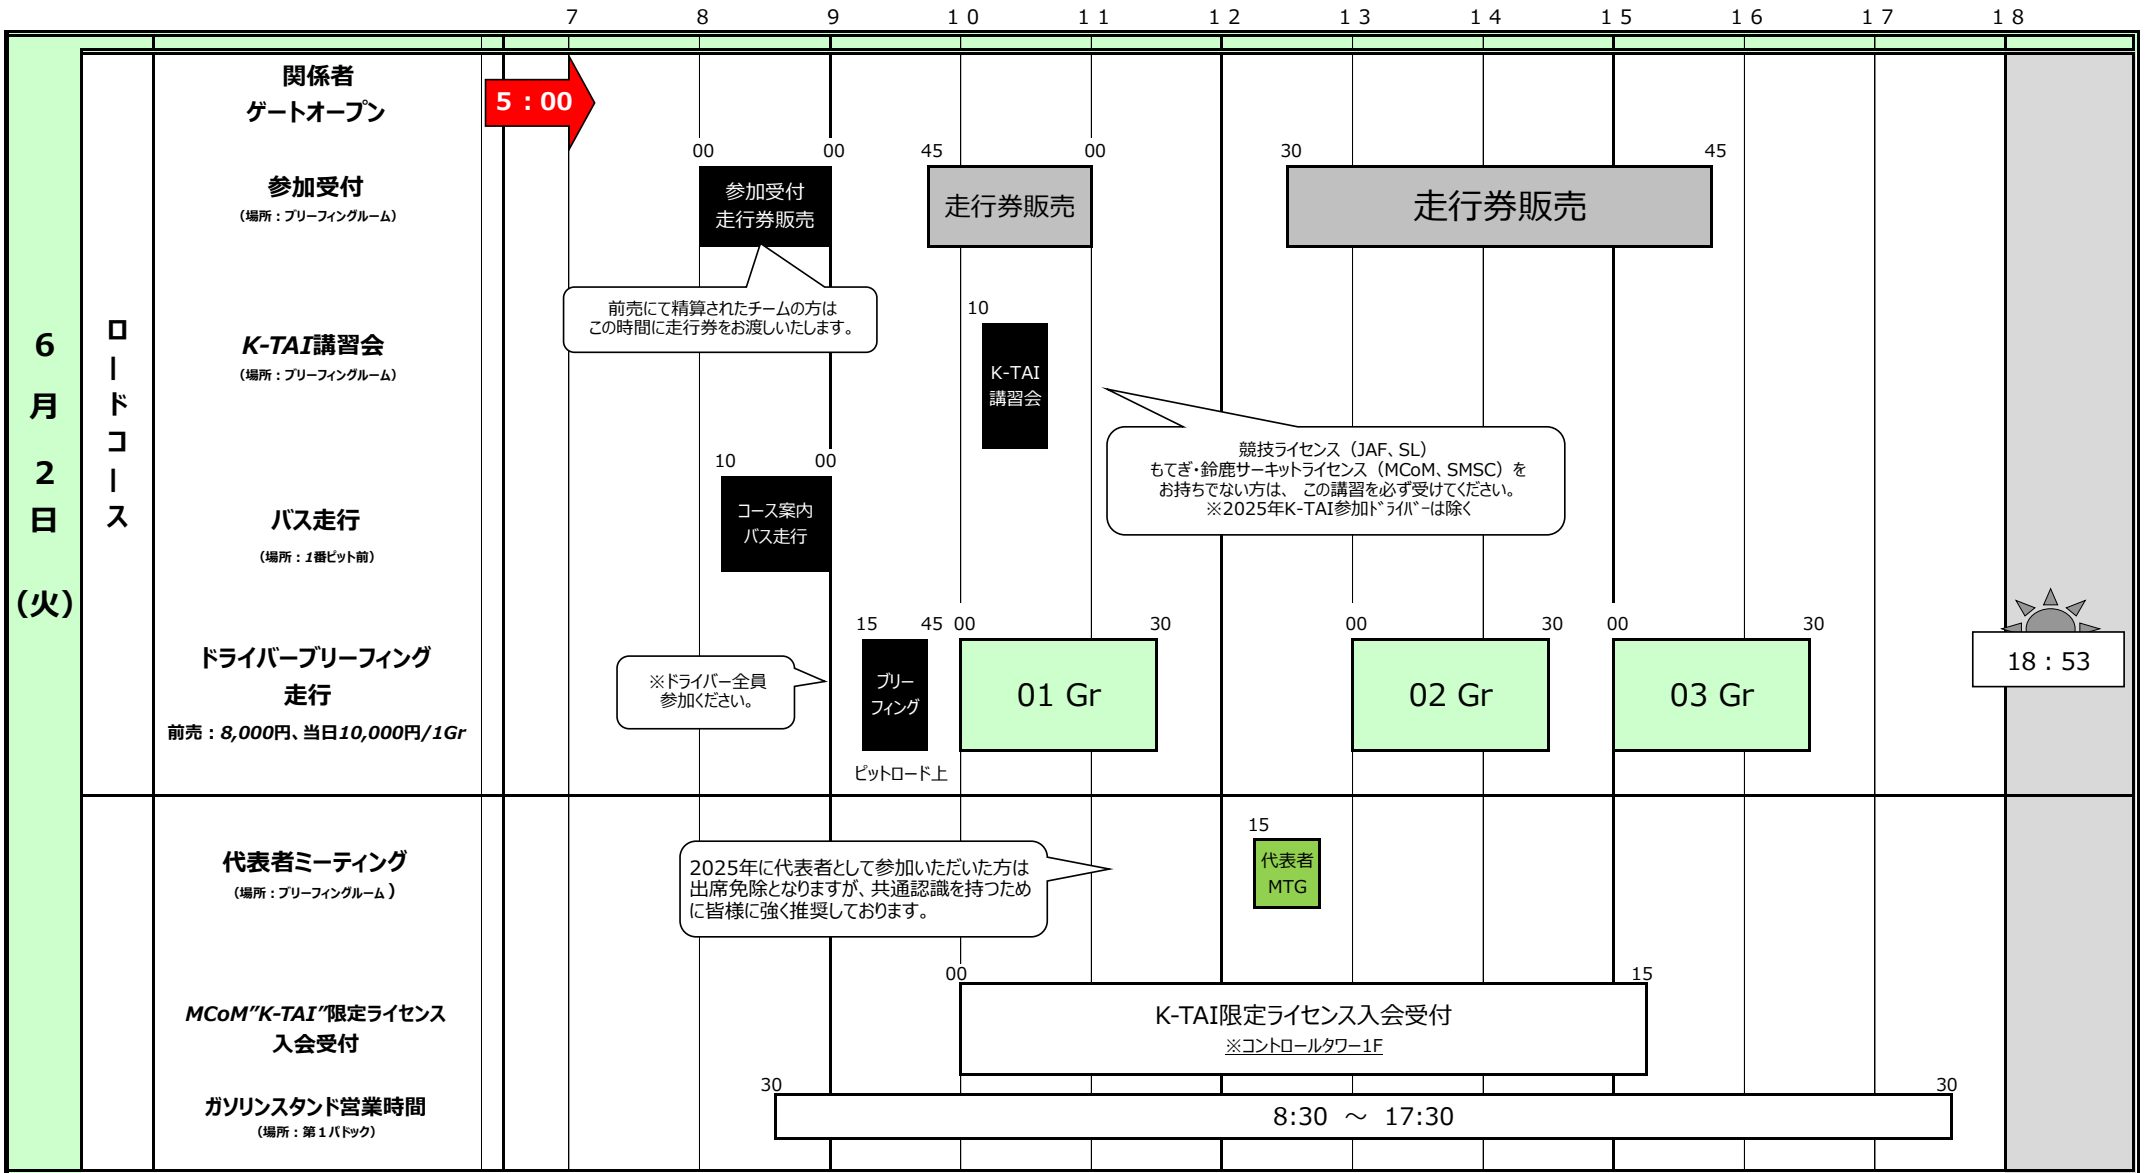 7 8 9 10 11 12 13 14 15 16 17 18
6月2日(火)
ロードコース
関係者
ゲートオープン
5：00
参加受付
（場所：ブリーフィングルーム）
00 00
参加受付
走行券販売
45 00
走行券販売
30 45
走行券販売
前売にて精算されたチームの方は
この時間に走行券をお渡しいたします。
K-TAI講習会
（場所：ブリーフィングルーム）
10
K-TAI
講習会
競技ライセンス（JAF、SL）
もてぎ・鈴鹿サーキットライセンス（MCoM、SMSC）を
お持ちでない方は、 この講習を必ず受けてください。
※2025年K-TAI参加ﾄﾞﾗｲﾊﾞｰは除く
バス走行
（場所：1番ピット前）
10 00
コース案内
バス走行
ドライバーブリーフィング
走行
前売：8,000円、当日10,000円/1Gr
※ドライバー全員
参加ください。
15 45
ブリー
フィング
ピットロード上
00 30
01 Gr
00 30
02 Gr
00 30
03 Gr
18：53
代表者ミーティング
（場所：ブリーフィングルーム ）
2025年に代表者として参加いただいた方は
出席免除となりますが、共通認識を持つため
に皆様に強く推奨しております。
15
代表者
MTG
MCoM″K-TAI″限定ライセンス
入会受付
00 15
K-TAI限定ライセンス入会受付
※コントロールタワー1F
ガソリンスタンド営業時間
（場所：第１パドック）
30 30
8:30 ～ 17:30